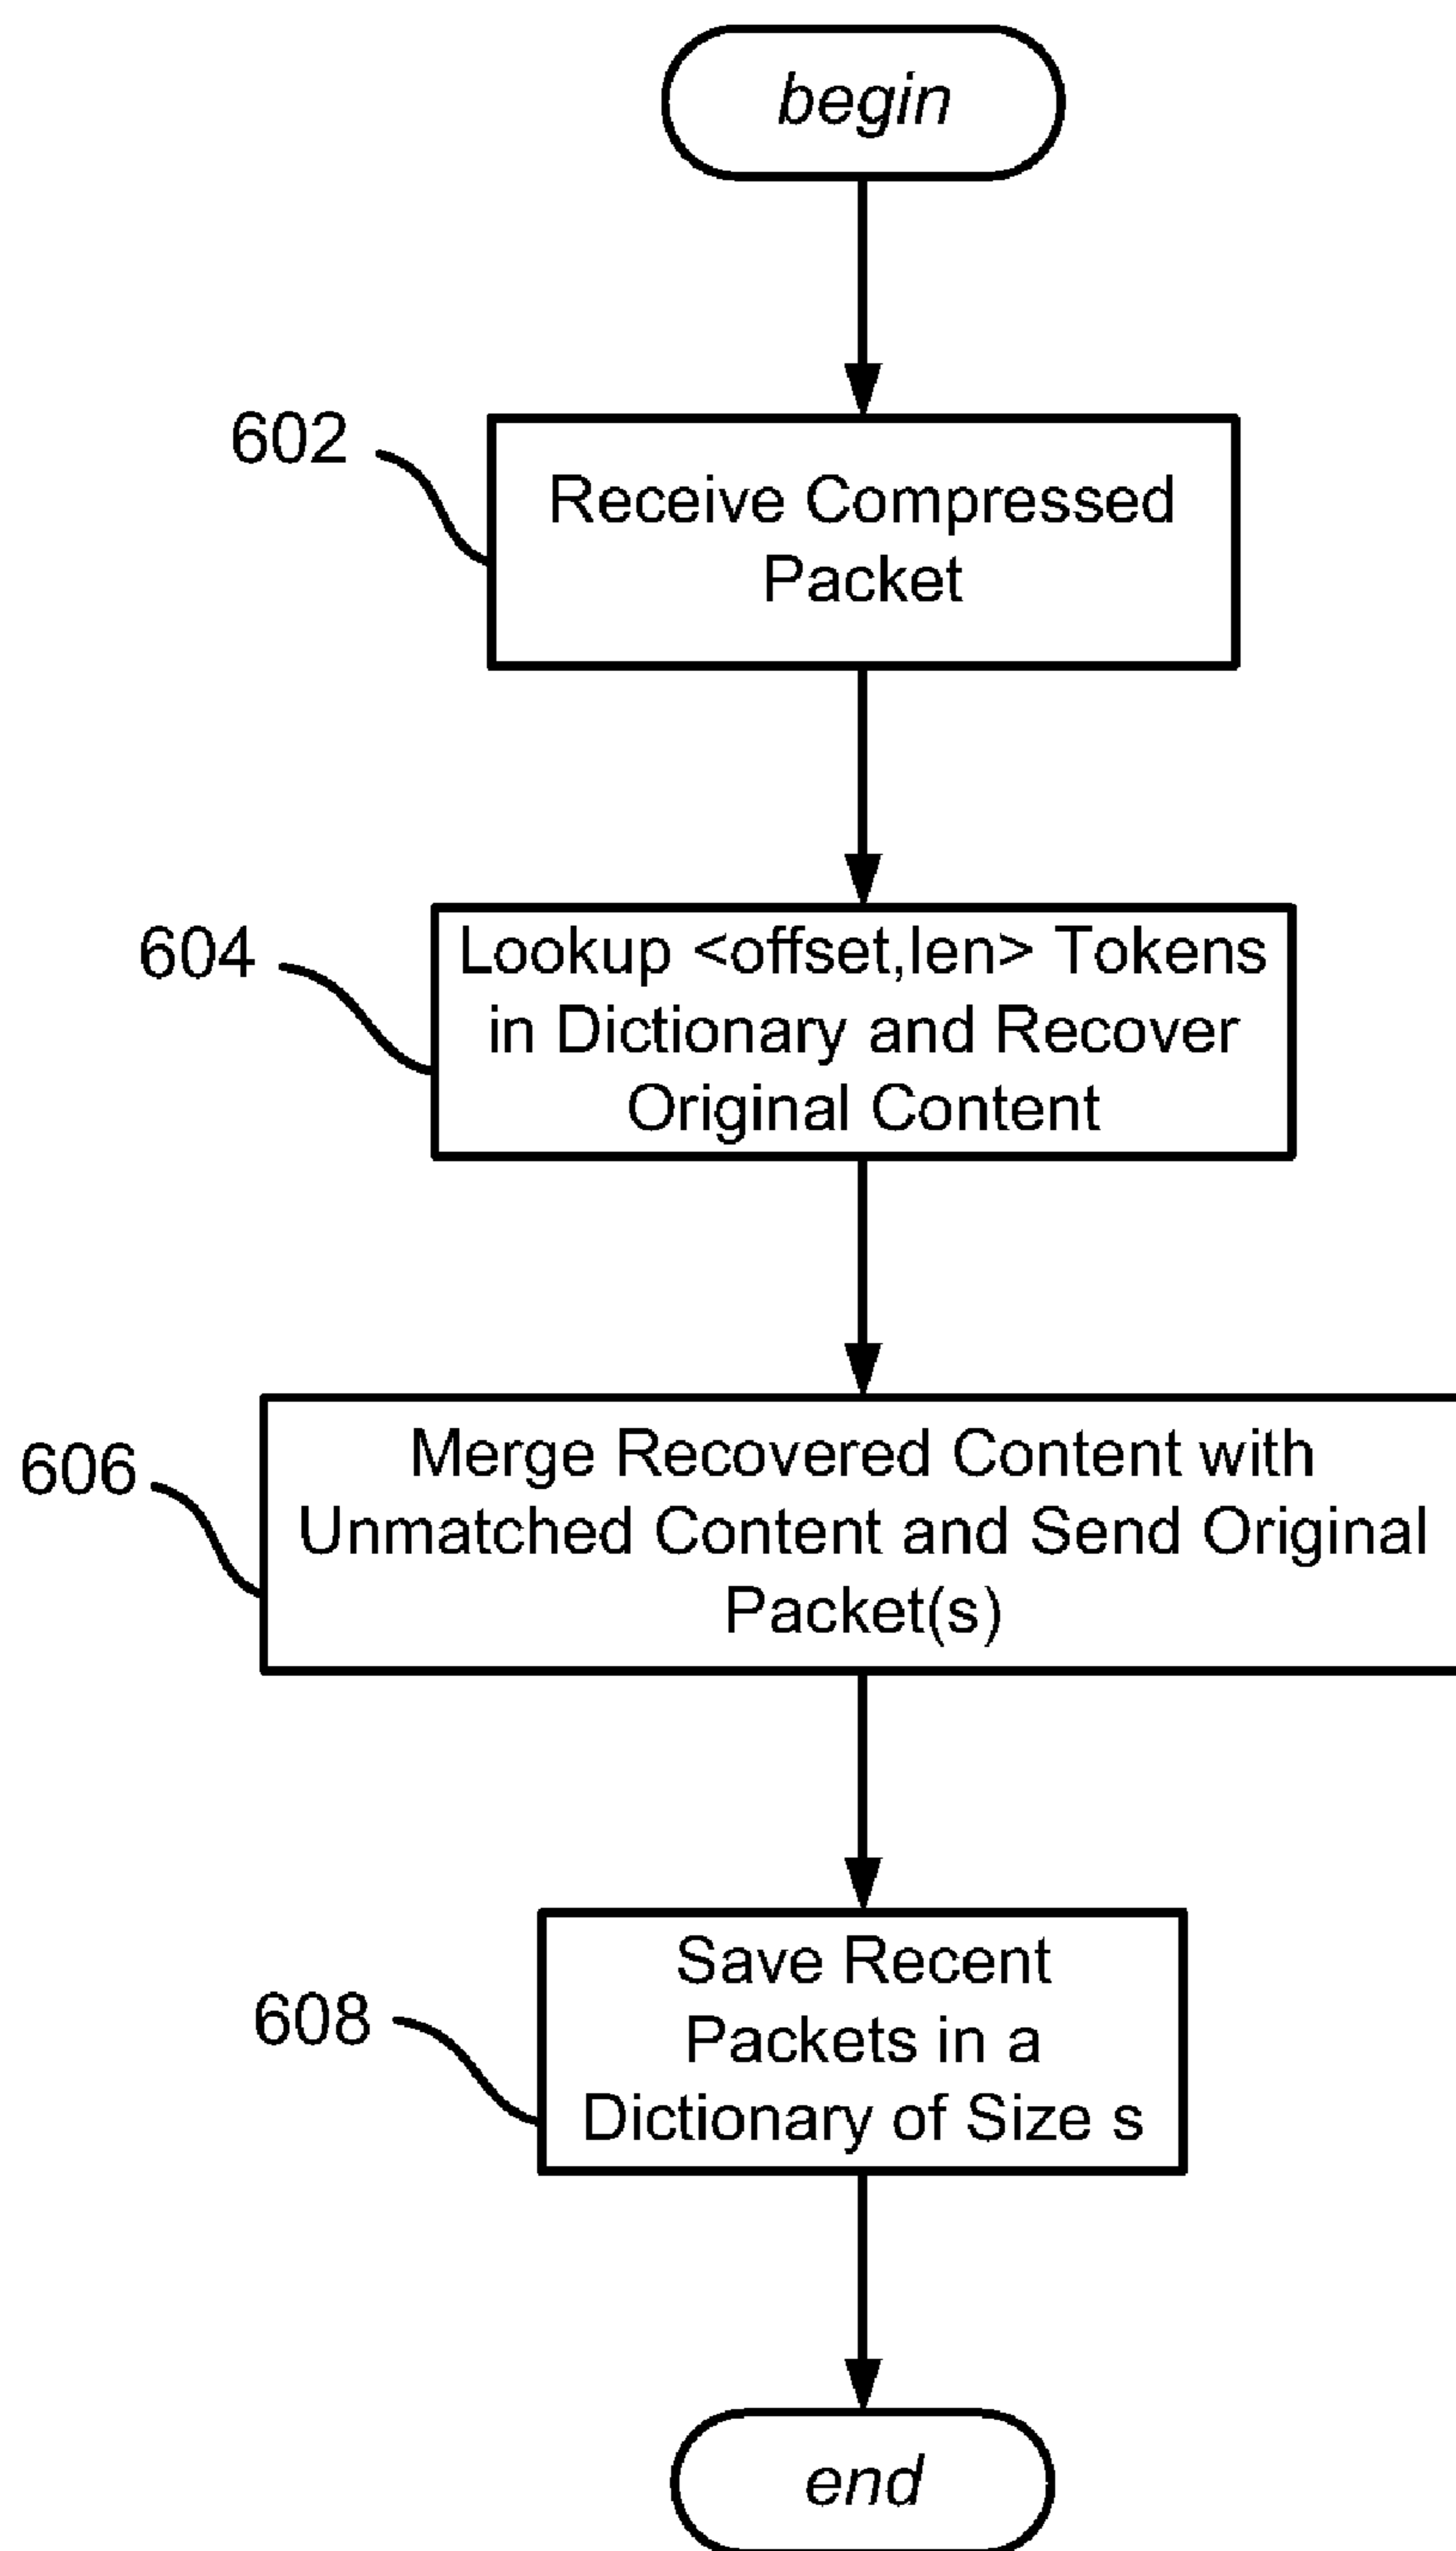 begin
602
Receive Compressed
Packet
604
Lookup <offset,len> Tokens
in Dictionary and Recover
Original Content
606
Merge Recovered Content with
Unmatched Content and Send Original
Packet(s)
608
Save Recent
Packets in a
Dictionary of Size s
end